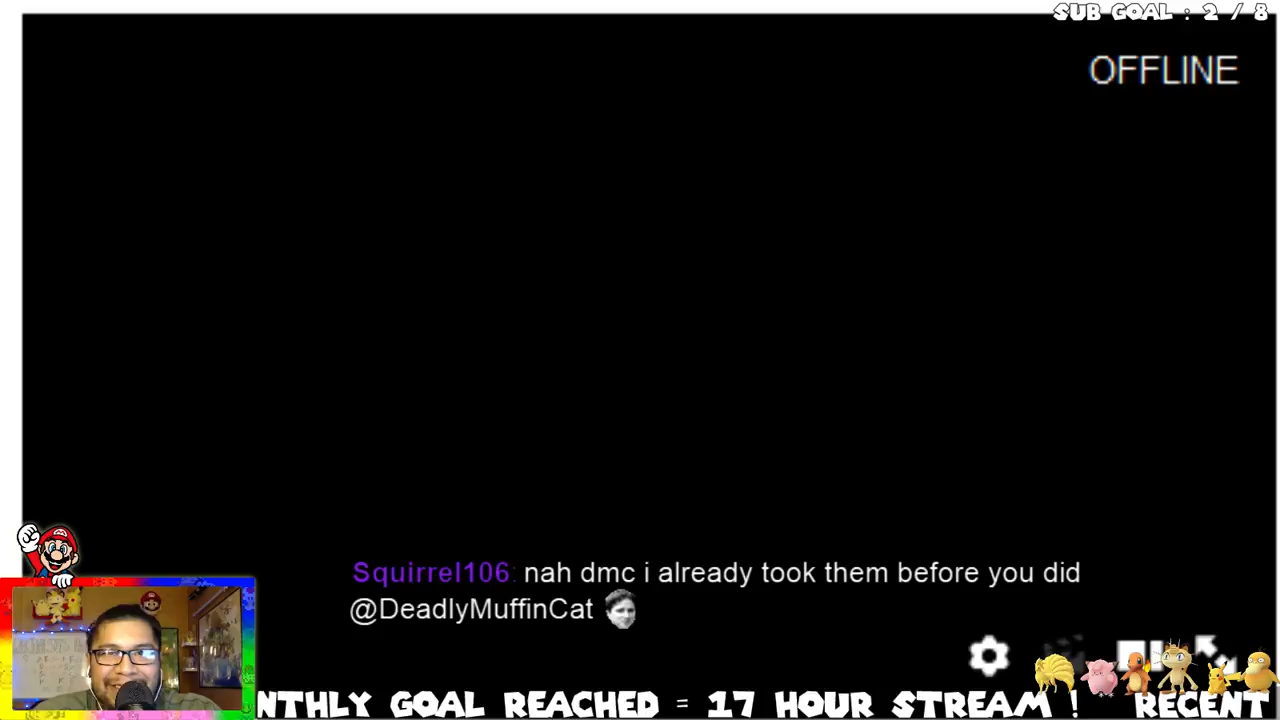 SUB GOAL : 2 / 8
OFFLINE
Squirrel106: nah dmc i already took them before you did
@DeadlyMuffinCat
NTHLY GOAL REACHED = 17 HOUR STREAM ! RECENT